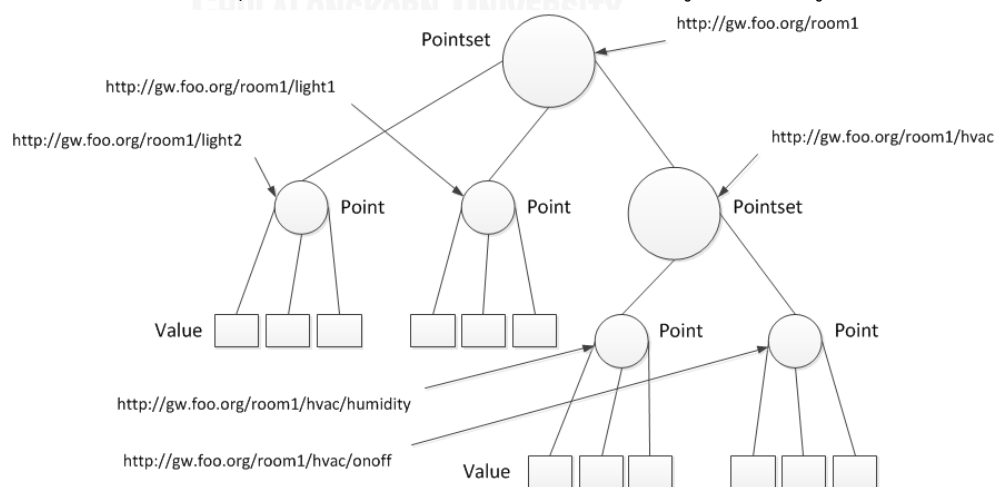 http://gw.foo.org/room1
Pointset
http://gw.foo.org/room1/light1
http://gw.foo.org/room1/light2
http://gw.foo.org/room1/hvac
Point
Point
Pointset
Value
Point
Point
http://gw.foo.org/room1/hvac/humidity
http://gw.foo.org/room1/hvac/onoff
Value